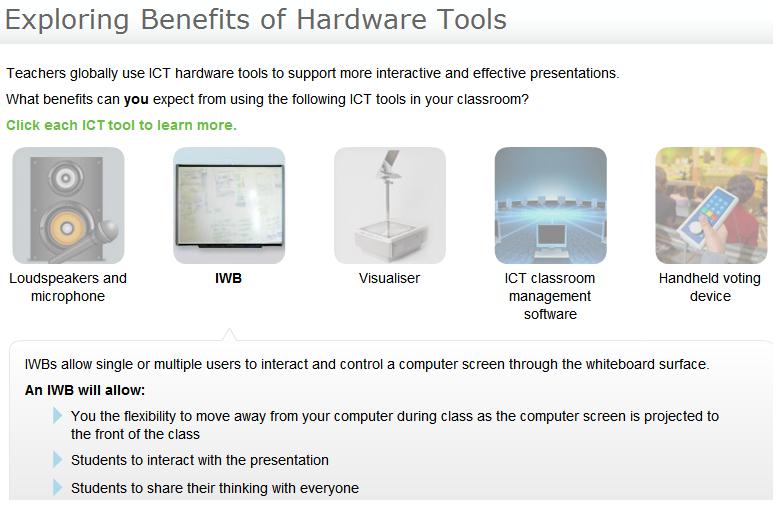 Exploring Benefits of Hardware Tools
Teachers globally use ICT hardware tools to support more interactive and effective presentations.
What benefits can you expect from using the following ICT tools in your classroom?
Click each ICT tool to learn more.
Loudspeakers and
microphone
IWB
Visualiser
ICT classroom
management
software
Handheld voting
device
IWBs allow single or multiple users to interact and control a computer screen through the whiteboard surface.
An IWB will allow:
You the flexibility to move away from your computer during class as the computer screen is projected to
the front of the class
Students to interact with the presentation
Students to share their thinking with everyone